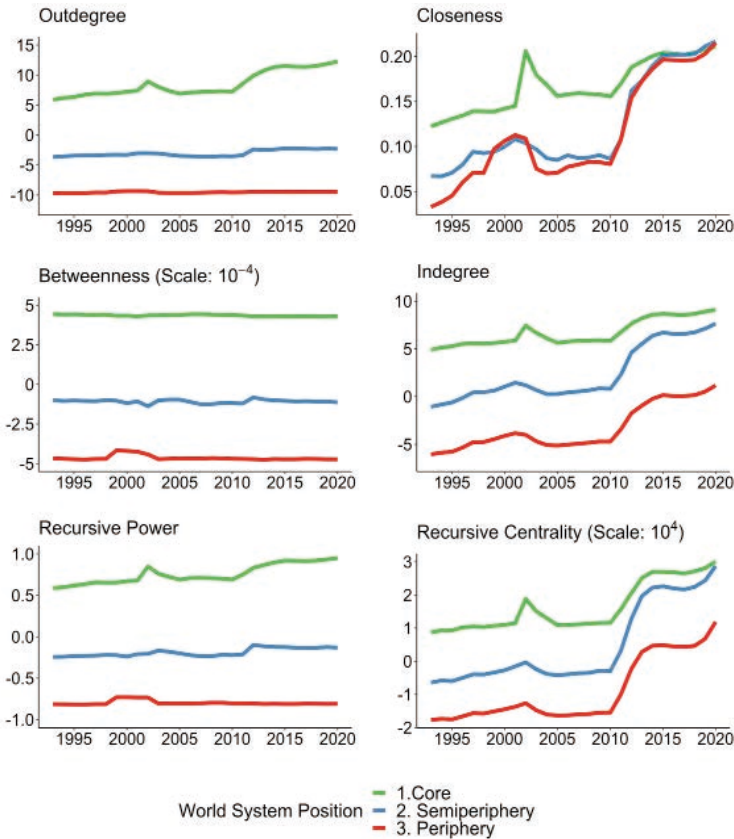 Outdegree
15
10
5
0
-5
-10
1995 2000 2005 2010 2015 2020
Closeness
0.20
0.15
0.10
0.05
1995 2000 2005 2010 2015 2020
Betweenness (Scale: 10⁻⁴)
5
2.5
0
-2.5
-5
1995 2000 2005 2010 2015 2020
Indegree
10
5
0
-5
1995 2000 2005 2010 2015 2020
Recursive Power
1.0
0.5
0.0
-0.5
-1.0
1995 2000 2005 2010 2015 2020
Recursive Centrality (Scale: 10⁴)
3
2
1
0
-1
-2
1995 2000 2005 2010 2015 2020
World System Position
1.Core
2. Semiperiphery
3. Periphery